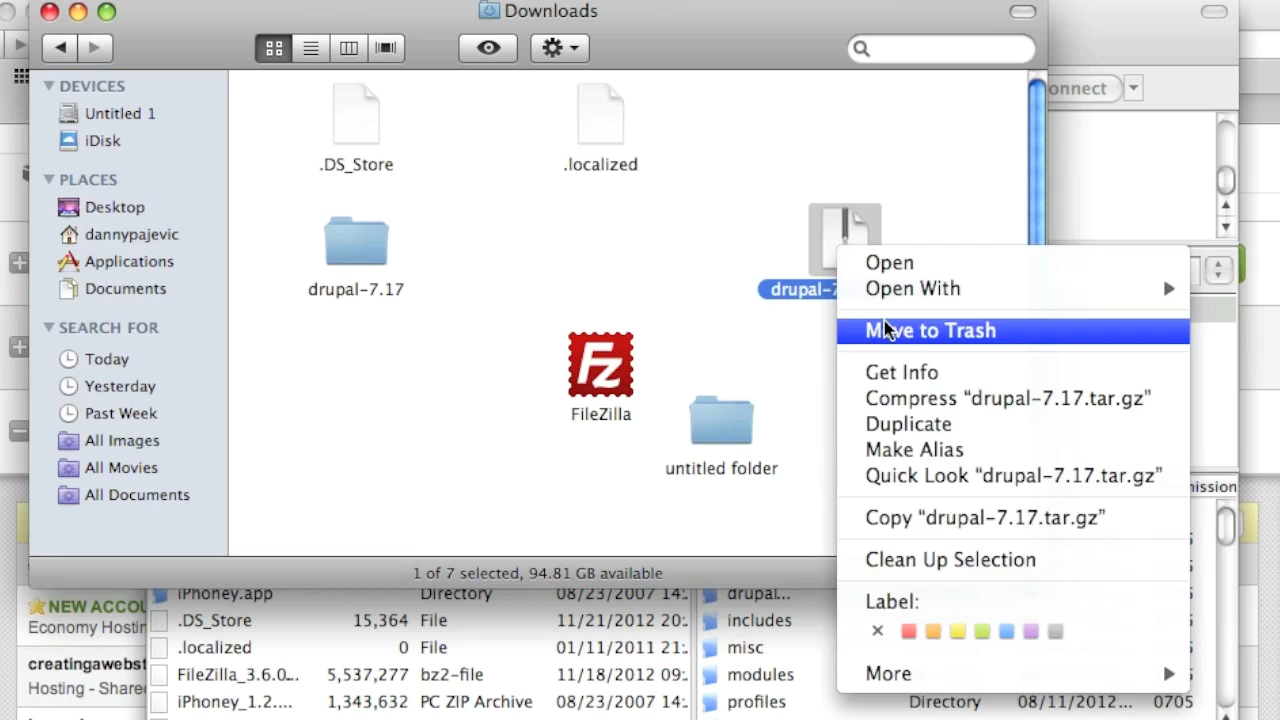 Downloads
onnect
DEVICES
Untitled 1
iDisk
PLACES
Desktop
dannypajevic
Applications
Documents
SEARCH FOR
Today
Yesterday
Past Week
All Images
All Movies
All Documents
.DS_Store
.localized
drupal-7.17
drupal-7
FileZilla
untitled folder
Open
Open With
Move to Trash
Get Info
Compress “drupal-7.17.tar.gz”
Duplicate
Make Alias
Quick Look “drupal-7.17.tar.gz”
Copy “drupal-7.17.tar.gz”
Clean Up Selection
Label:
More
1 of 7 selected, 94.81 GB available
NEW ACCOU
Economy Hostin
creatingawebst
Hosting - Share
iPhoney.app Directory 08/23/2007 14:
.DS_Store 15,364 File 11/21/2012 20:
.localized 0 File 01/11/2011 21:
FileZilla_3.6.0... 5,537,277 bz2-file 11/18/2012 09:
iPhoney_1.2.... 1,343,632 PC ZIP Archive 08/23/2007 14:
ission
drupal...
includes
misc
modules
profiles Directory 08/11/2012... 0705